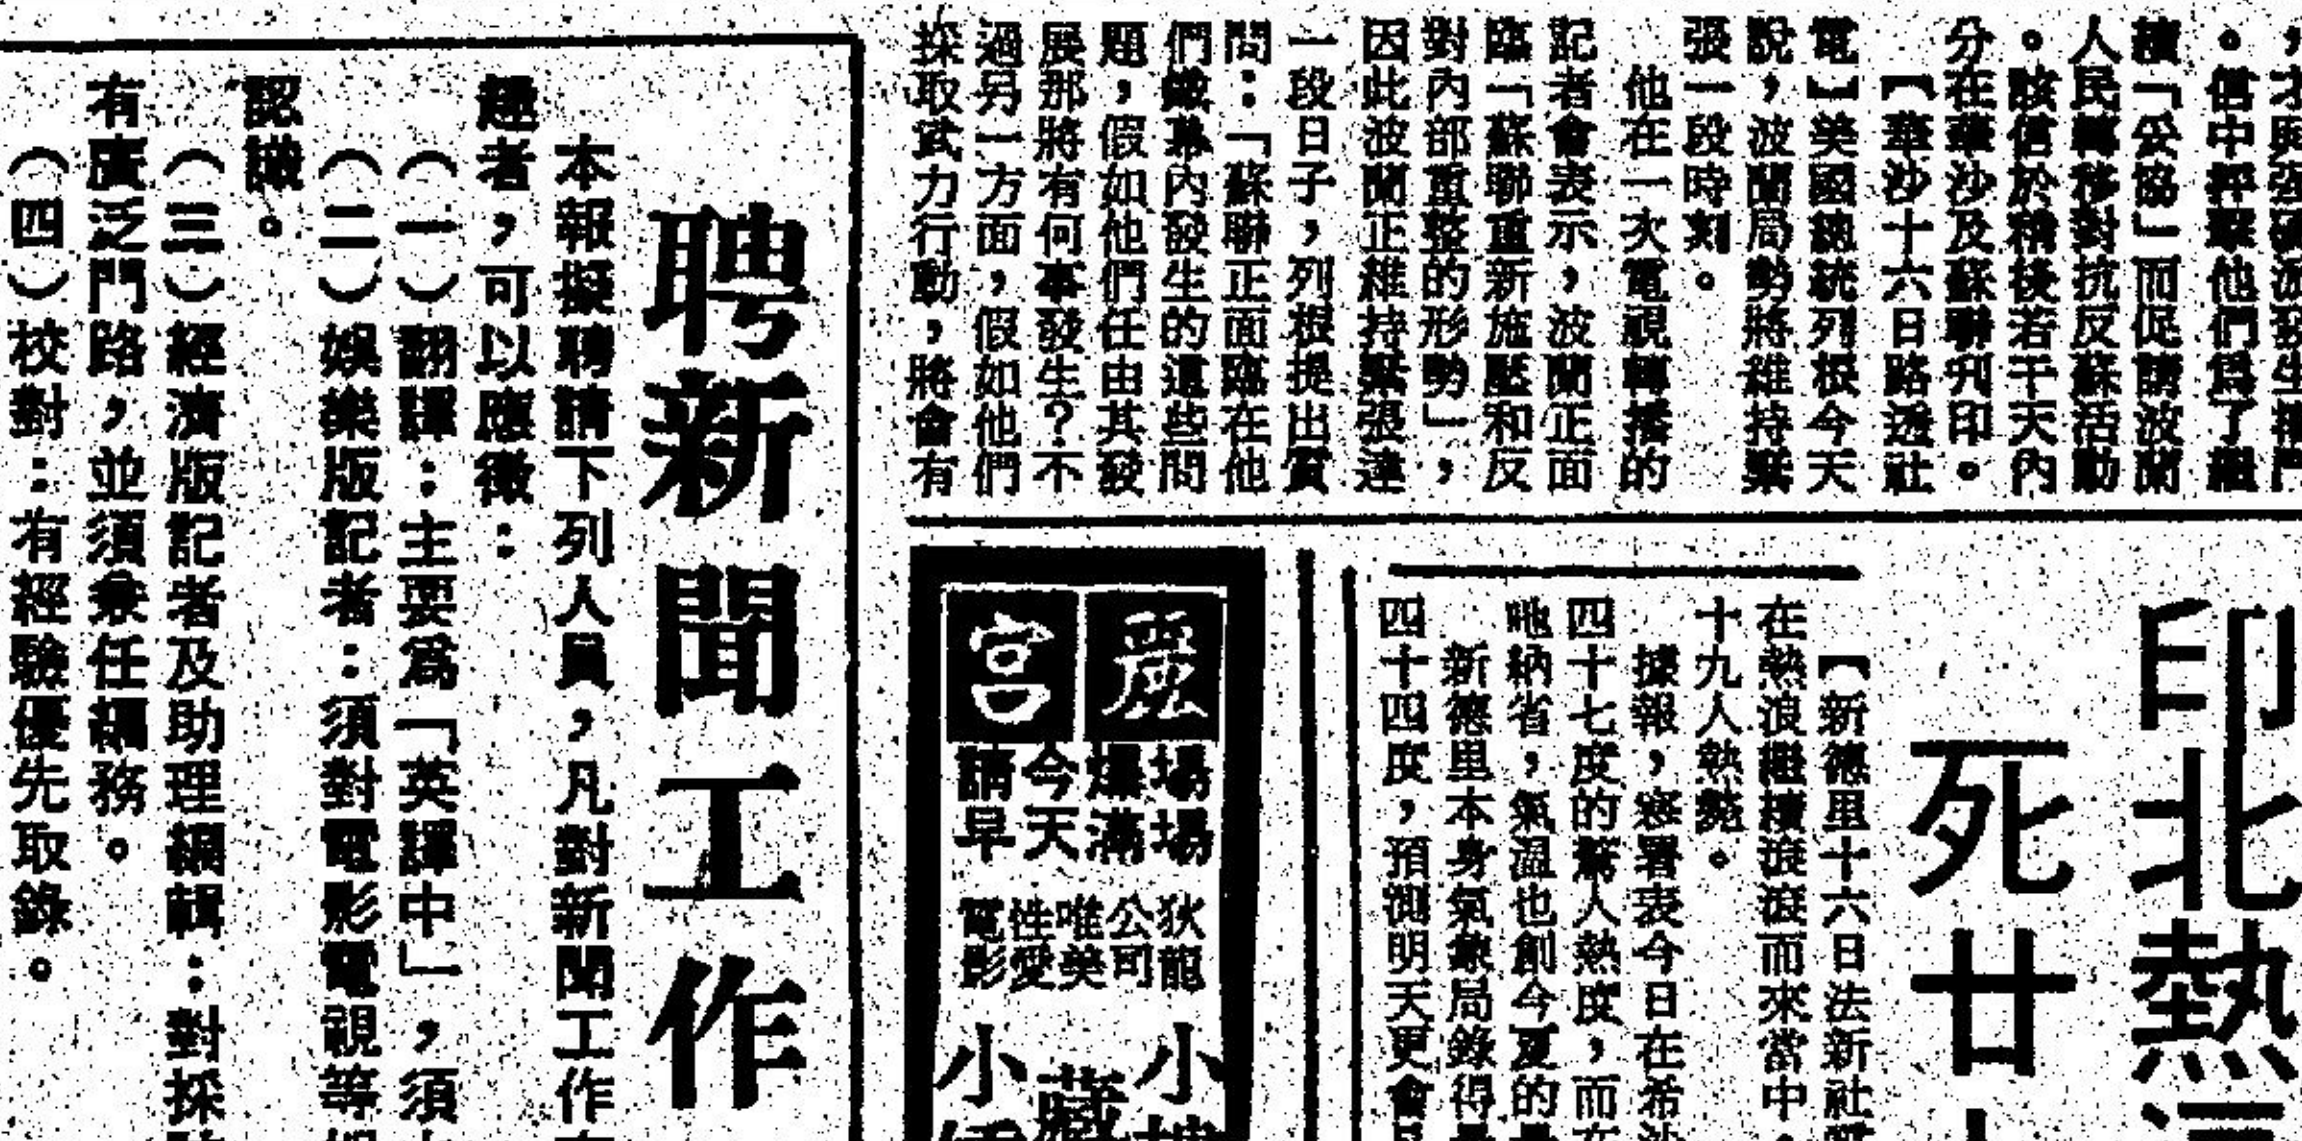 。信中抨擊他們爲了繼
續「妥協」而促請波蘭
人民轉移對抗反蘇活動
。該信於稍後若干天內
分在華沙及蘇聯刋印。
【華沙十六日路透社
電】美國總統列根今天
說，波蘭局勢將維持緊
張一段時刻。
他在一次電視轉播的
記者會表示，波蘭正面
臨「蘇聯重新施壓和反
對內部重整的形勢」，
因此波蘭正維持緊張達
一段日子，列根提出質
問：「蘇聯正面臨在他
們鐵幕內發生的這些問
題，假如他們任由其發
展那將有何事發生？不
過另一方面，假如他們
採取武力行動，將會有
印北熱
死廿
【新德里十六日法新社
在熱浪繼續滾滾而來當中
十九人熱斃。
據報，寒暑表今日在希
四十七度的驚人熱度，而在
吔納省，氣溫也創今夏的
新德里本身氣象局錄得
四十四度，預測明天更會
麗宮
場場爆滿
今天請早
狄龍公司
唯美性愛電影
聘新聞工作
本報擬聘請下列人員，凡對新聞工作
趣者，可以應徵：
（一）翻譯：主要爲「英譯中」，須
（二）娛樂版記者：須對電影電視等
認識。
（三）經濟版記者及助理編輯：對採
有廣泛門路，並須兼任編務。
（四）校對：有經驗優先取錄。